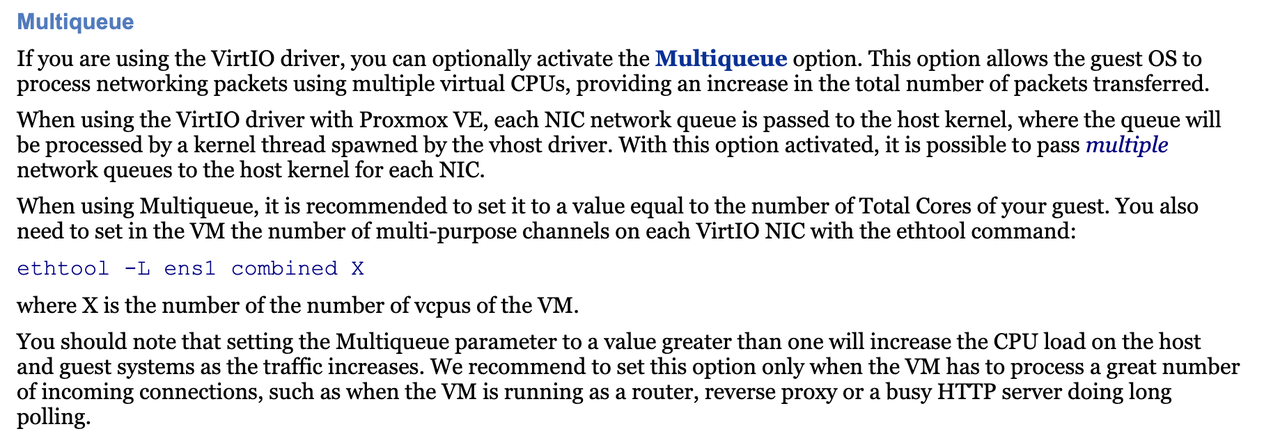 Multiqueue
If you are using the VirtIO driver, you can optionally activate the Multiqueue option. This option allows the guest OS to
process networking packets using multiple virtual CPUs, providing an increase in the total number of packets transferred.
When using the VirtIO driver with Proxmox VE, each NIC network queue is passed to the host kernel, where the queue will
be processed by a kernel thread spawned by the vhost driver. With this option activated, it is possible to pass multiple
network queues to the host kernel for each NIC.
When using Multiqueue, it is recommended to set it to a value equal to the number of Total Cores of your guest. You also
need to set in the VM the number of multi-purpose channels on each VirtIO NIC with the ethtool command:
ethtool -L ens1 combined X
where X is the number of the number of vcpus of the VM.
You should note that setting the Multiqueue parameter to a value greater than one will increase the CPU load on the host
and guest systems as the traffic increases. We recommend to set this option only when the VM has to process a great number
of incoming connections, such as when the VM is running as a router, reverse proxy or a busy HTTP server doing long
polling.